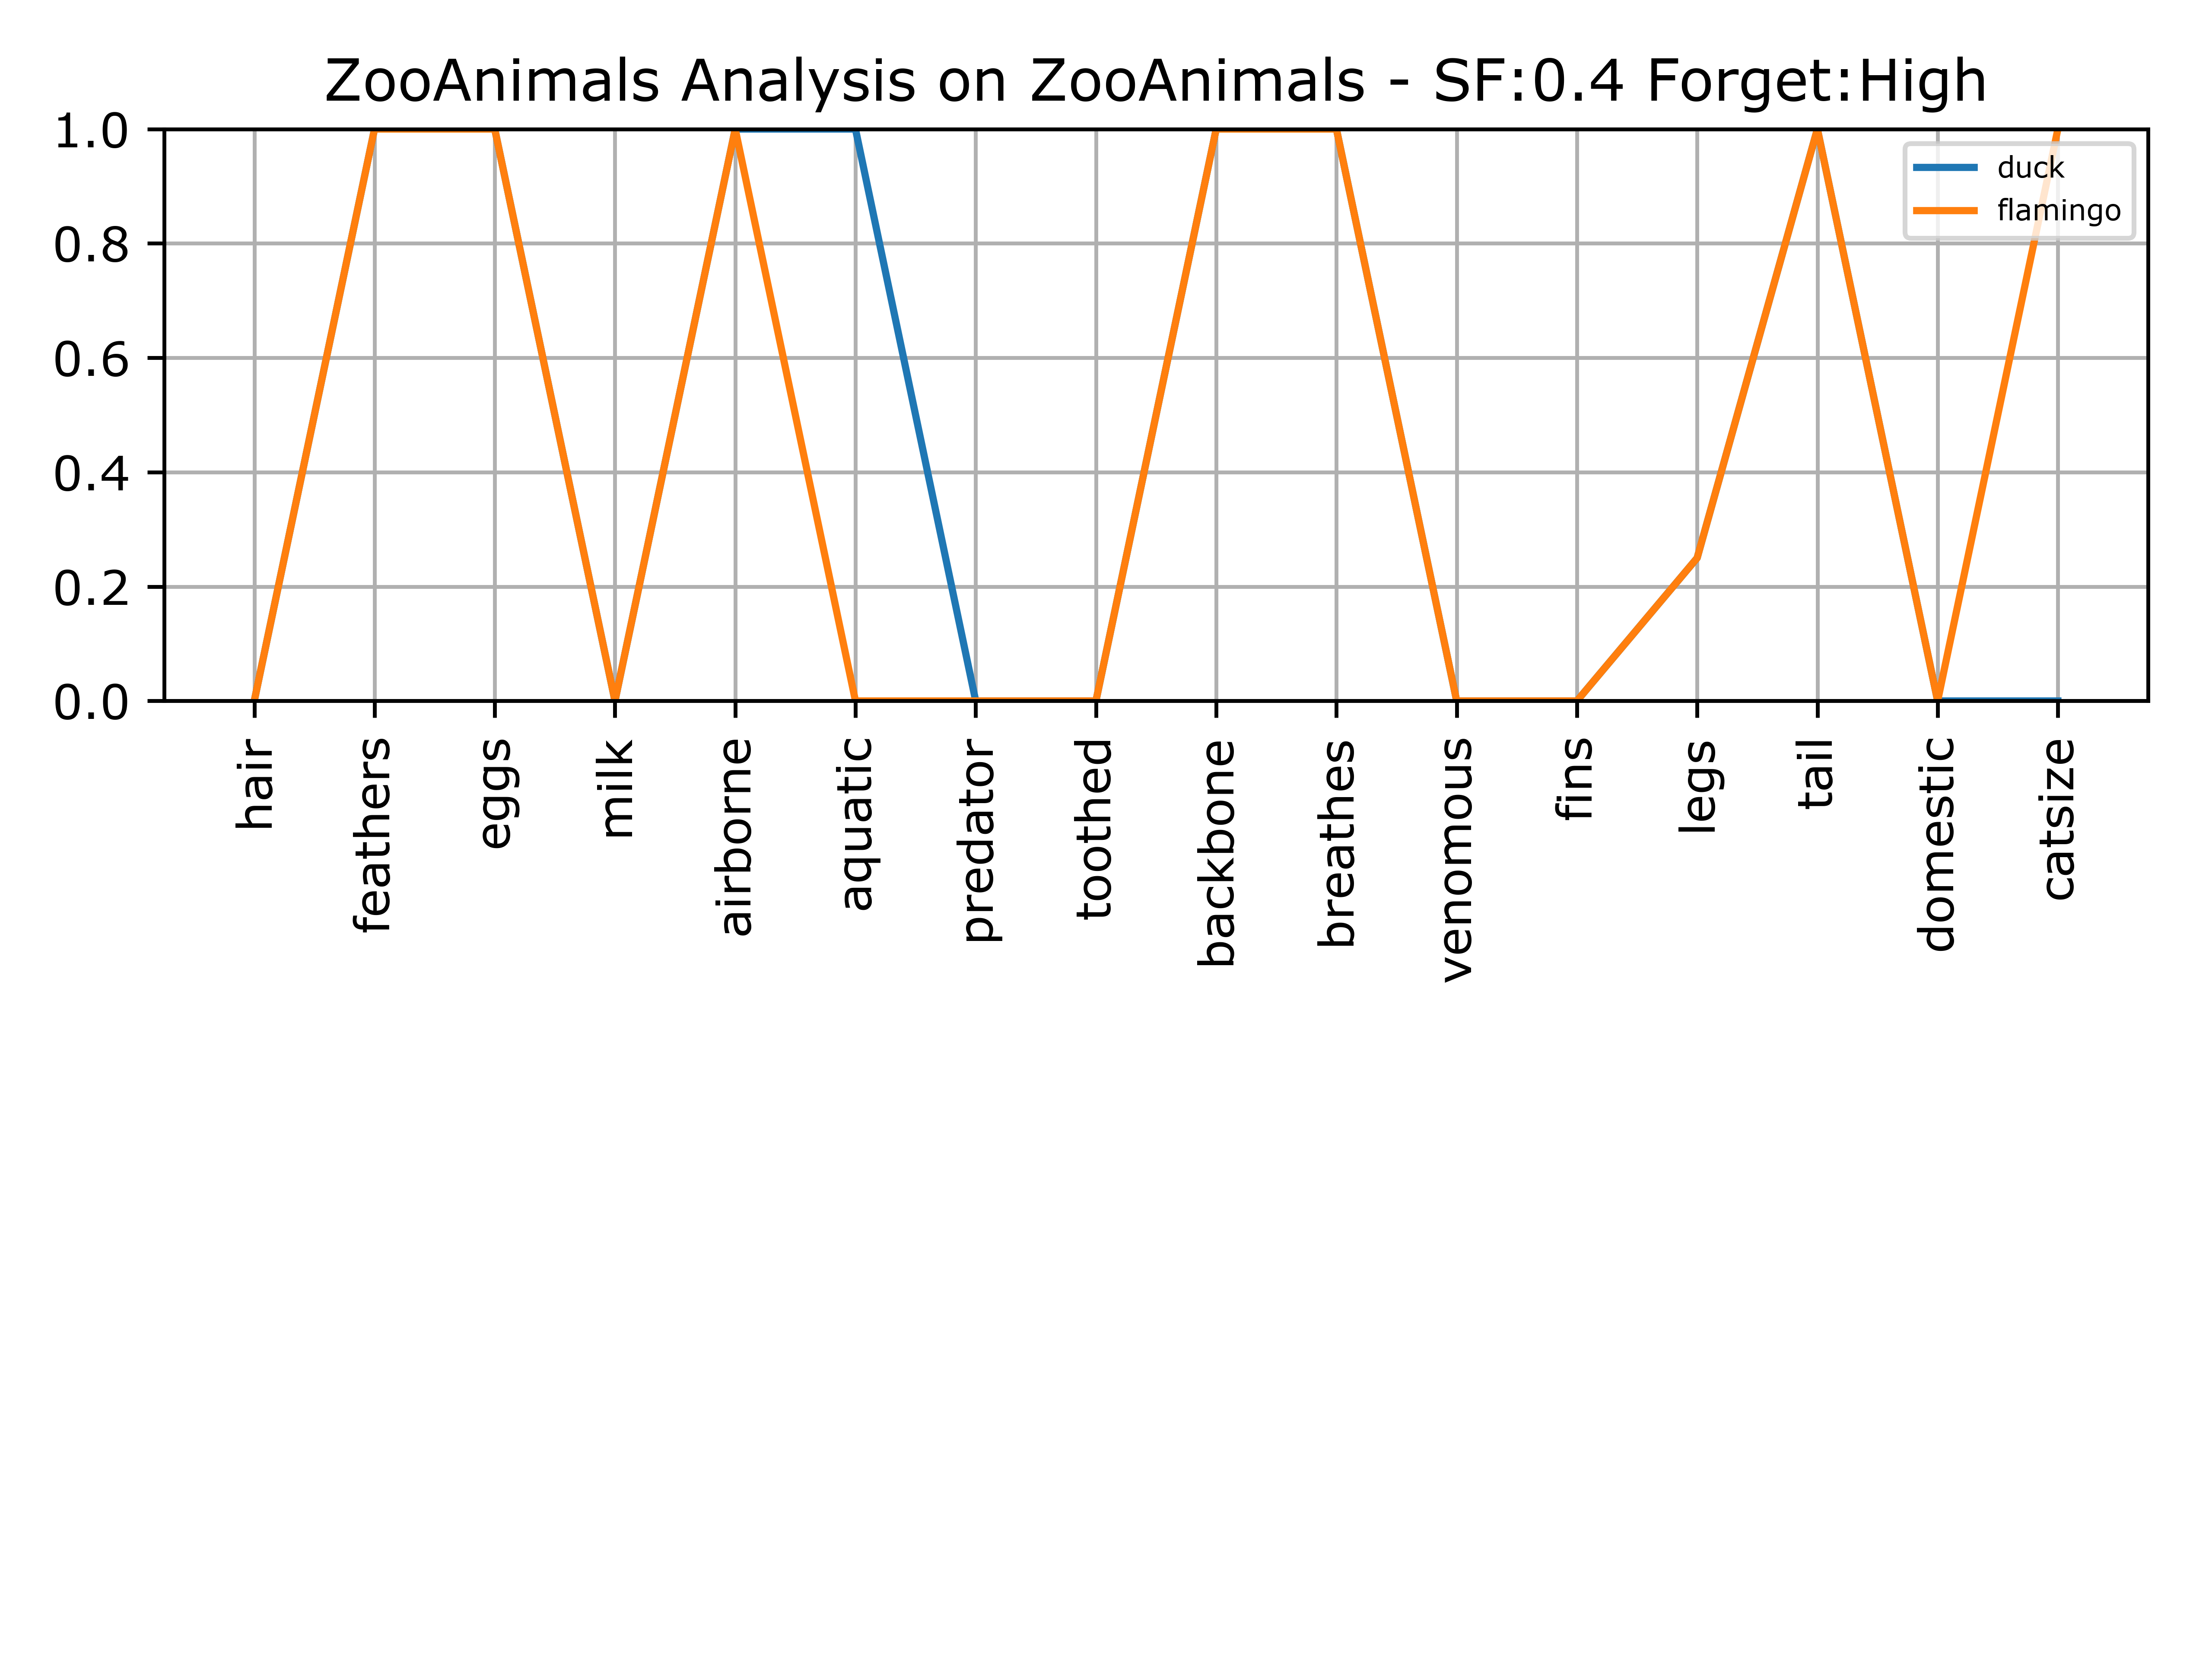 ZooAnimals Analysis on ZooAnimals - SF:0.4 Forget:High
1.0
0.8
0.6
0.4
0.2
0.0
duck
flamingo
hair
feathers
eggs
milk
airborne
aquatic
predator
toothed
backbone
breathes
venomous
fins
legs
tail
domestic
catsize